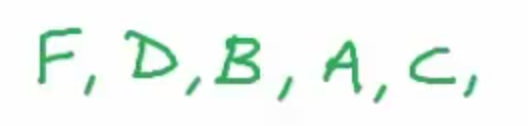 F, D, B, A, C,